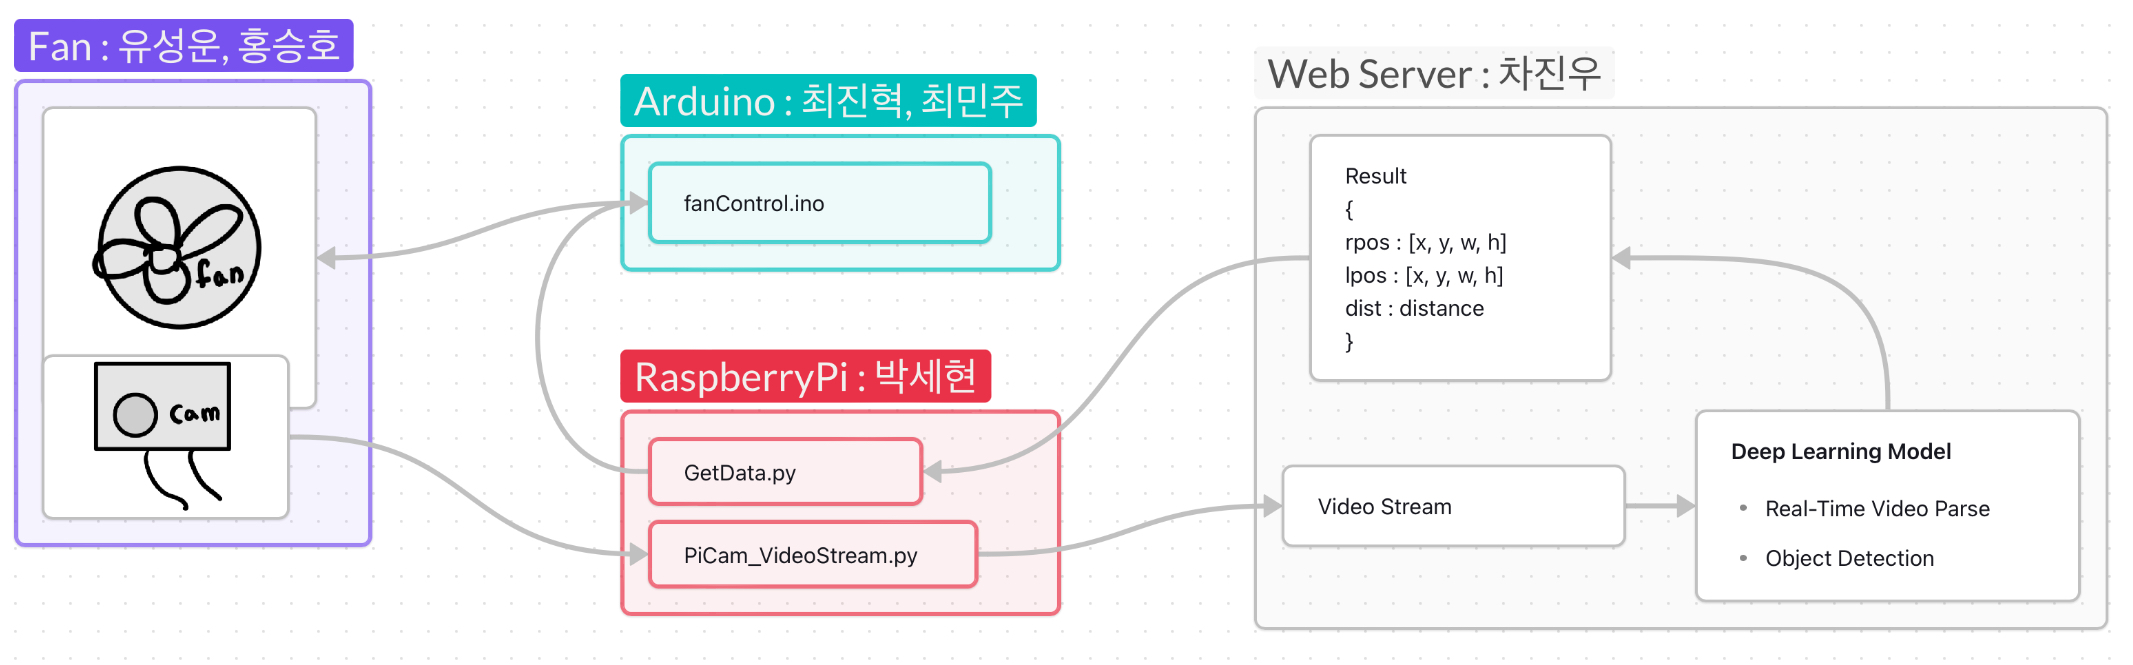 Fan : 유성운, 홍승호
fan
Cam
Arduino : 최진혁, 최민주
fanControl.ino
RaspberryPi : 박세현
GetData.py
PiCam_VideoStream.py
Web Server : 차진우
Result
{
rpos : [x, y, w, h]
lpos : [x, y, w, h]
dist : distance
}
Video Stream
Deep Learning Model
• Real-Time Video Parse
• Object Detection